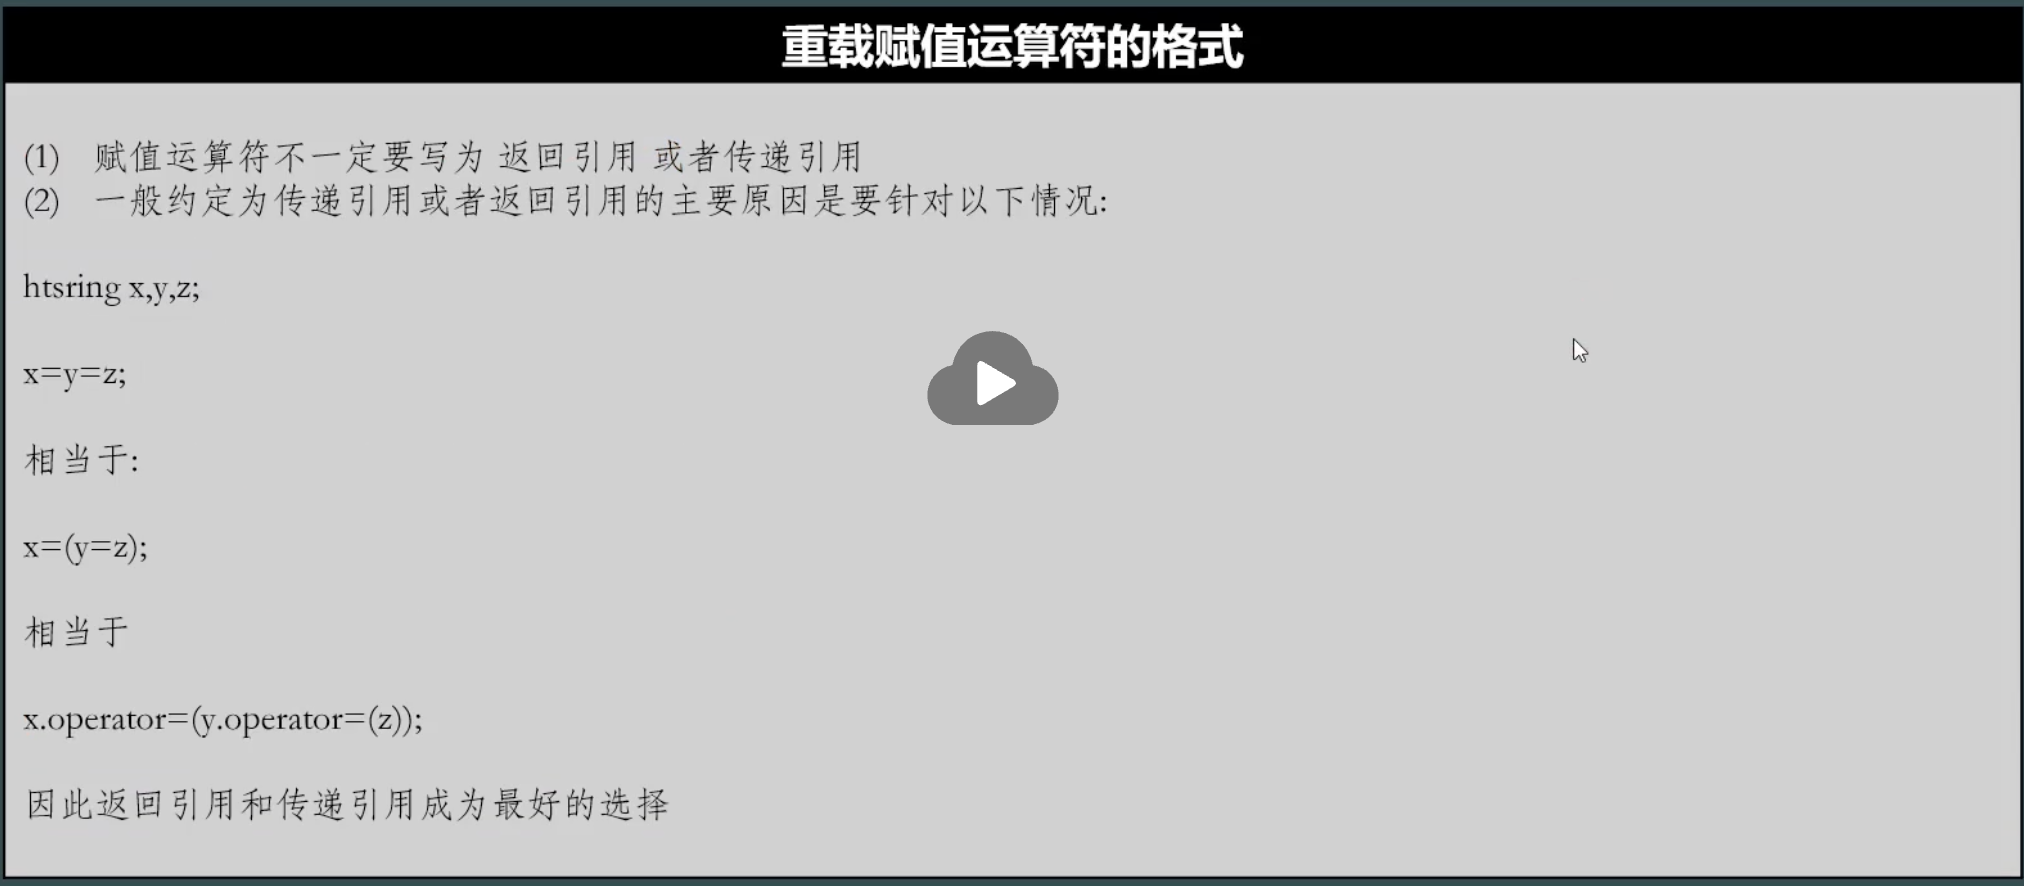 重载赋值运算符的格式
(1) 赋值运算符不一定要写为 返回引用 或者传递引用
(2) 一般约定为传递引用或者返回引用的主要原因是要针对以下情况:
htsring x,y,z;
x=y=z;
相当于:
x=(y=z);
相当于
x.operator=(y.operator=(z));
因此返回引用和传递引用成为最好的选择